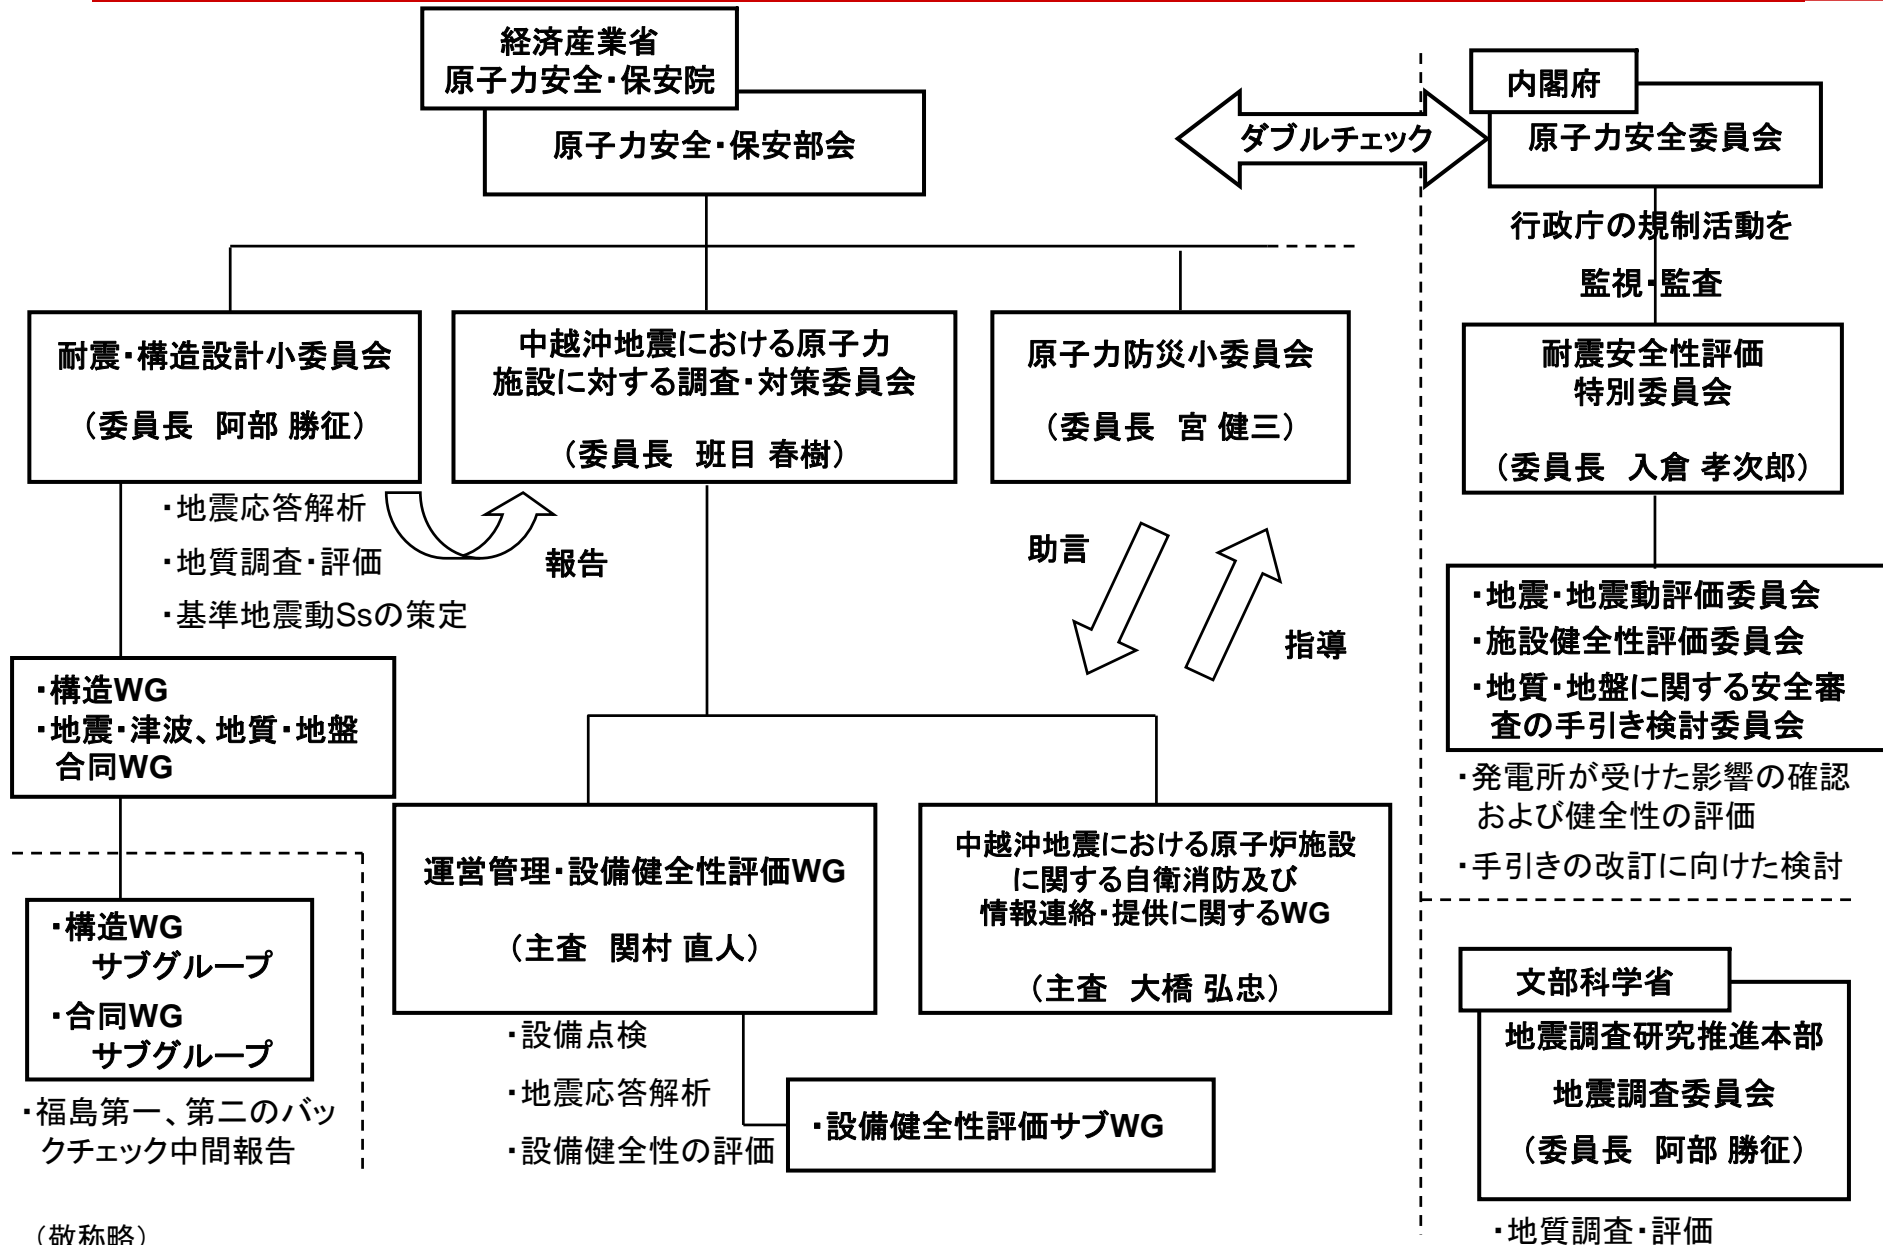 経済産業省
原子力安全・保安院
原子力安全・保安部会
ダブルチェック
内閣府
原子力安全委員会
行政庁の規制活動を
監視・監査
耐震・構造設計小委員会
(委員長 阿部 勝征)
中越沖地震における原子力
施設に対する調査・対策委員会
(委員長 班目 春樹)
原子力防災小委員会
(委員長 宮 健三)
耐震安全性評価
特別委員会
(委員長 入倉 孝次郎)
・地震応答解析
・地質調査・評価
・基準地震動Ssの策定
報告
助言
指導
・地震・地震動評価委員会
・施設健全性評価委員会
・地質・地盤に関する安全審
査の手引き検討委員会
・発電所が受けた影響の確認
および健全性の評価
・手引きの改訂に向けた検討
・構造WG
・地震・津波、地質・地盤
合同WG
運営管理・設備健全性評価WG
(主査 関村 直人)
中越沖地震における原子炉施設
に関する自衛消防及び
情報連絡・提供に関するWG
(主査 大橋 弘忠)
・構造WG
サブグループ
・合同WG
サブグループ
・福島第一、第二のバッ
クチェック中間報告
・設備点検
・地震応答解析
・設備健全性の評価
・設備健全性評価サブWG
文部科学省
地震調査研究推進本部
地震調査委員会
(委員長 阿部 勝征)
・地質調査・評価
(敬称略)